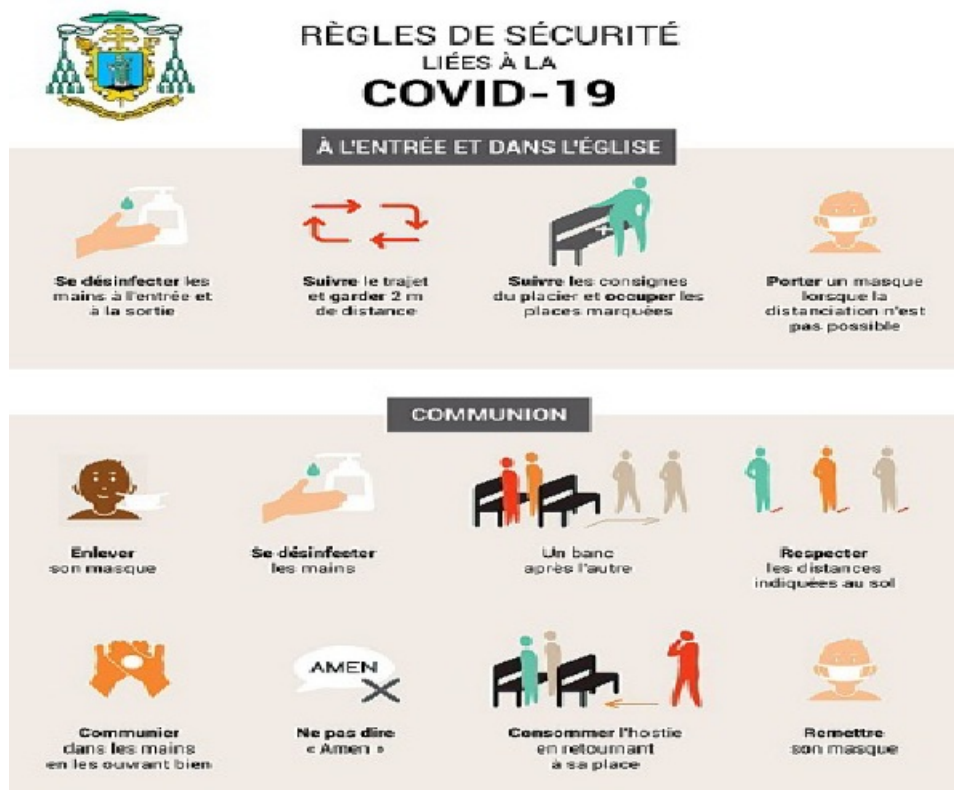 RÈGLES DE SÉCURITÉ
LIÉES À LA
COVID-19
À L'ENTRÉE ET DANS L'ÉGLISE
Se désinfecter les
mains à l'entrée et
à la sortie
Suivre le trajet
et garder 2 m
de distance
Suivre les consignes
du placier et occuper les
places marquées
Porter un masque
lorsque la
distanciation n'est
pas possible
COMMUNION
Enlever
son masque
Se désinfecter
les mains
Un banc
après l'autre
Respecter
les distances
indiquées au sol
Communier
dans les mains
en les ouvrant bien
AMEN
Ne pas dire
« Amen »
Consommer l'hostie
en retournant
à sa place
Remettre
son masque